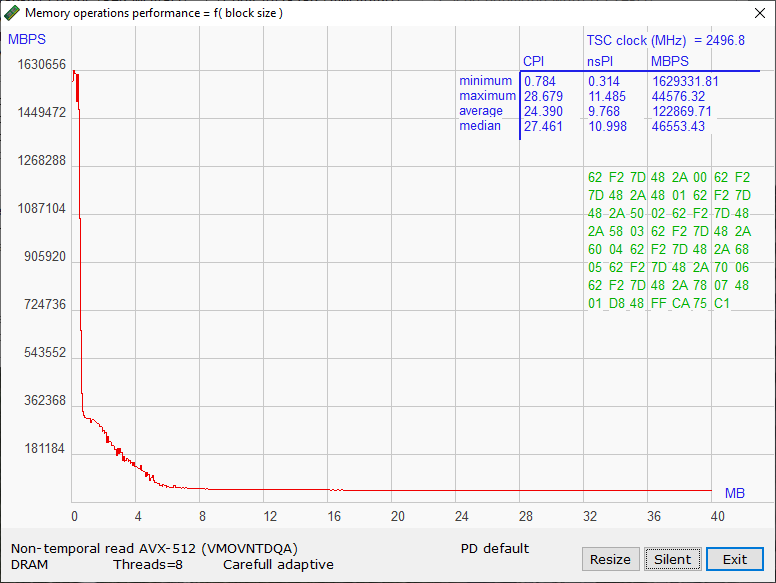 Memory operations performance = f( block size )
MBPS
TSC clock (MHz) = 2496.8
CPI nsPI MBPS
minimum 0.784 0.314 1629331.81
maximum 28.679 11.485 44576.32
average 24.390 9.768 122869.71
median 27.461 10.998 46553.43
1630656
1449472
1268288
1087104
905920
724736
543552
362368
181184
62 F2 7D 48 2A 00 62 F2
7D 48 2A 48 01 62 F2 7D
48 2A 50 02 62 F2 7D 48
2A 58 03 62 F2 7D 48 2A
60 04 62 F2 7D 48 2A 68
05 62 F2 7D 48 2A 70 06
62 F2 7D 48 2A 78 07 48
01 D8 48 FF CA 75 C1
MB
0 4 8 12 16 20 24 28 32 36 40
Non-temporal read AVX-512 (VMOVNTDQA) PD default
DRAM Threads=8 Carefull adaptive
Resize Silent Exit